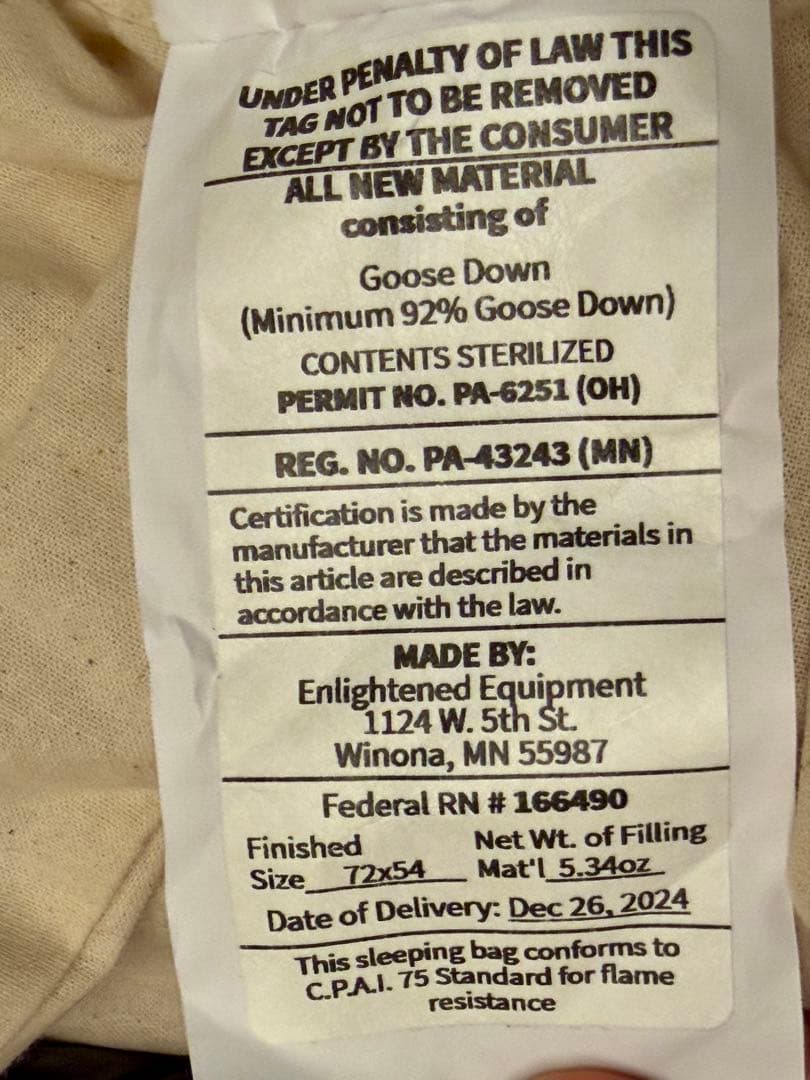 UNDER PENALTY OF LAW THIS
TAG NOT TO BE REMOVED
EXCEPT BY THE CONSUMER
ALL NEW MATERIAL
consisting of
Goose Down
(Minimum 92% Goose Down)
CONTENTS STERILIZED
PERMIT NO. PA-6251 (OH)
REG. NO. PA-43243 (MN)
Certification is made by the
manufacturer that the materials in
this article are described in
accordance with the law.
MADE BY:
Enlightened Equipment
1124 W. 5th St.
Winona, MN 55987
Federal RN # 166490
Finished Net Wt. of Filling
Size 72x54 Mat'l 5.34oz
Date of Delivery: Dec 26, 2024
This sleeping bag conforms to
C.P.A.I. 75 Standard for flame
resistance